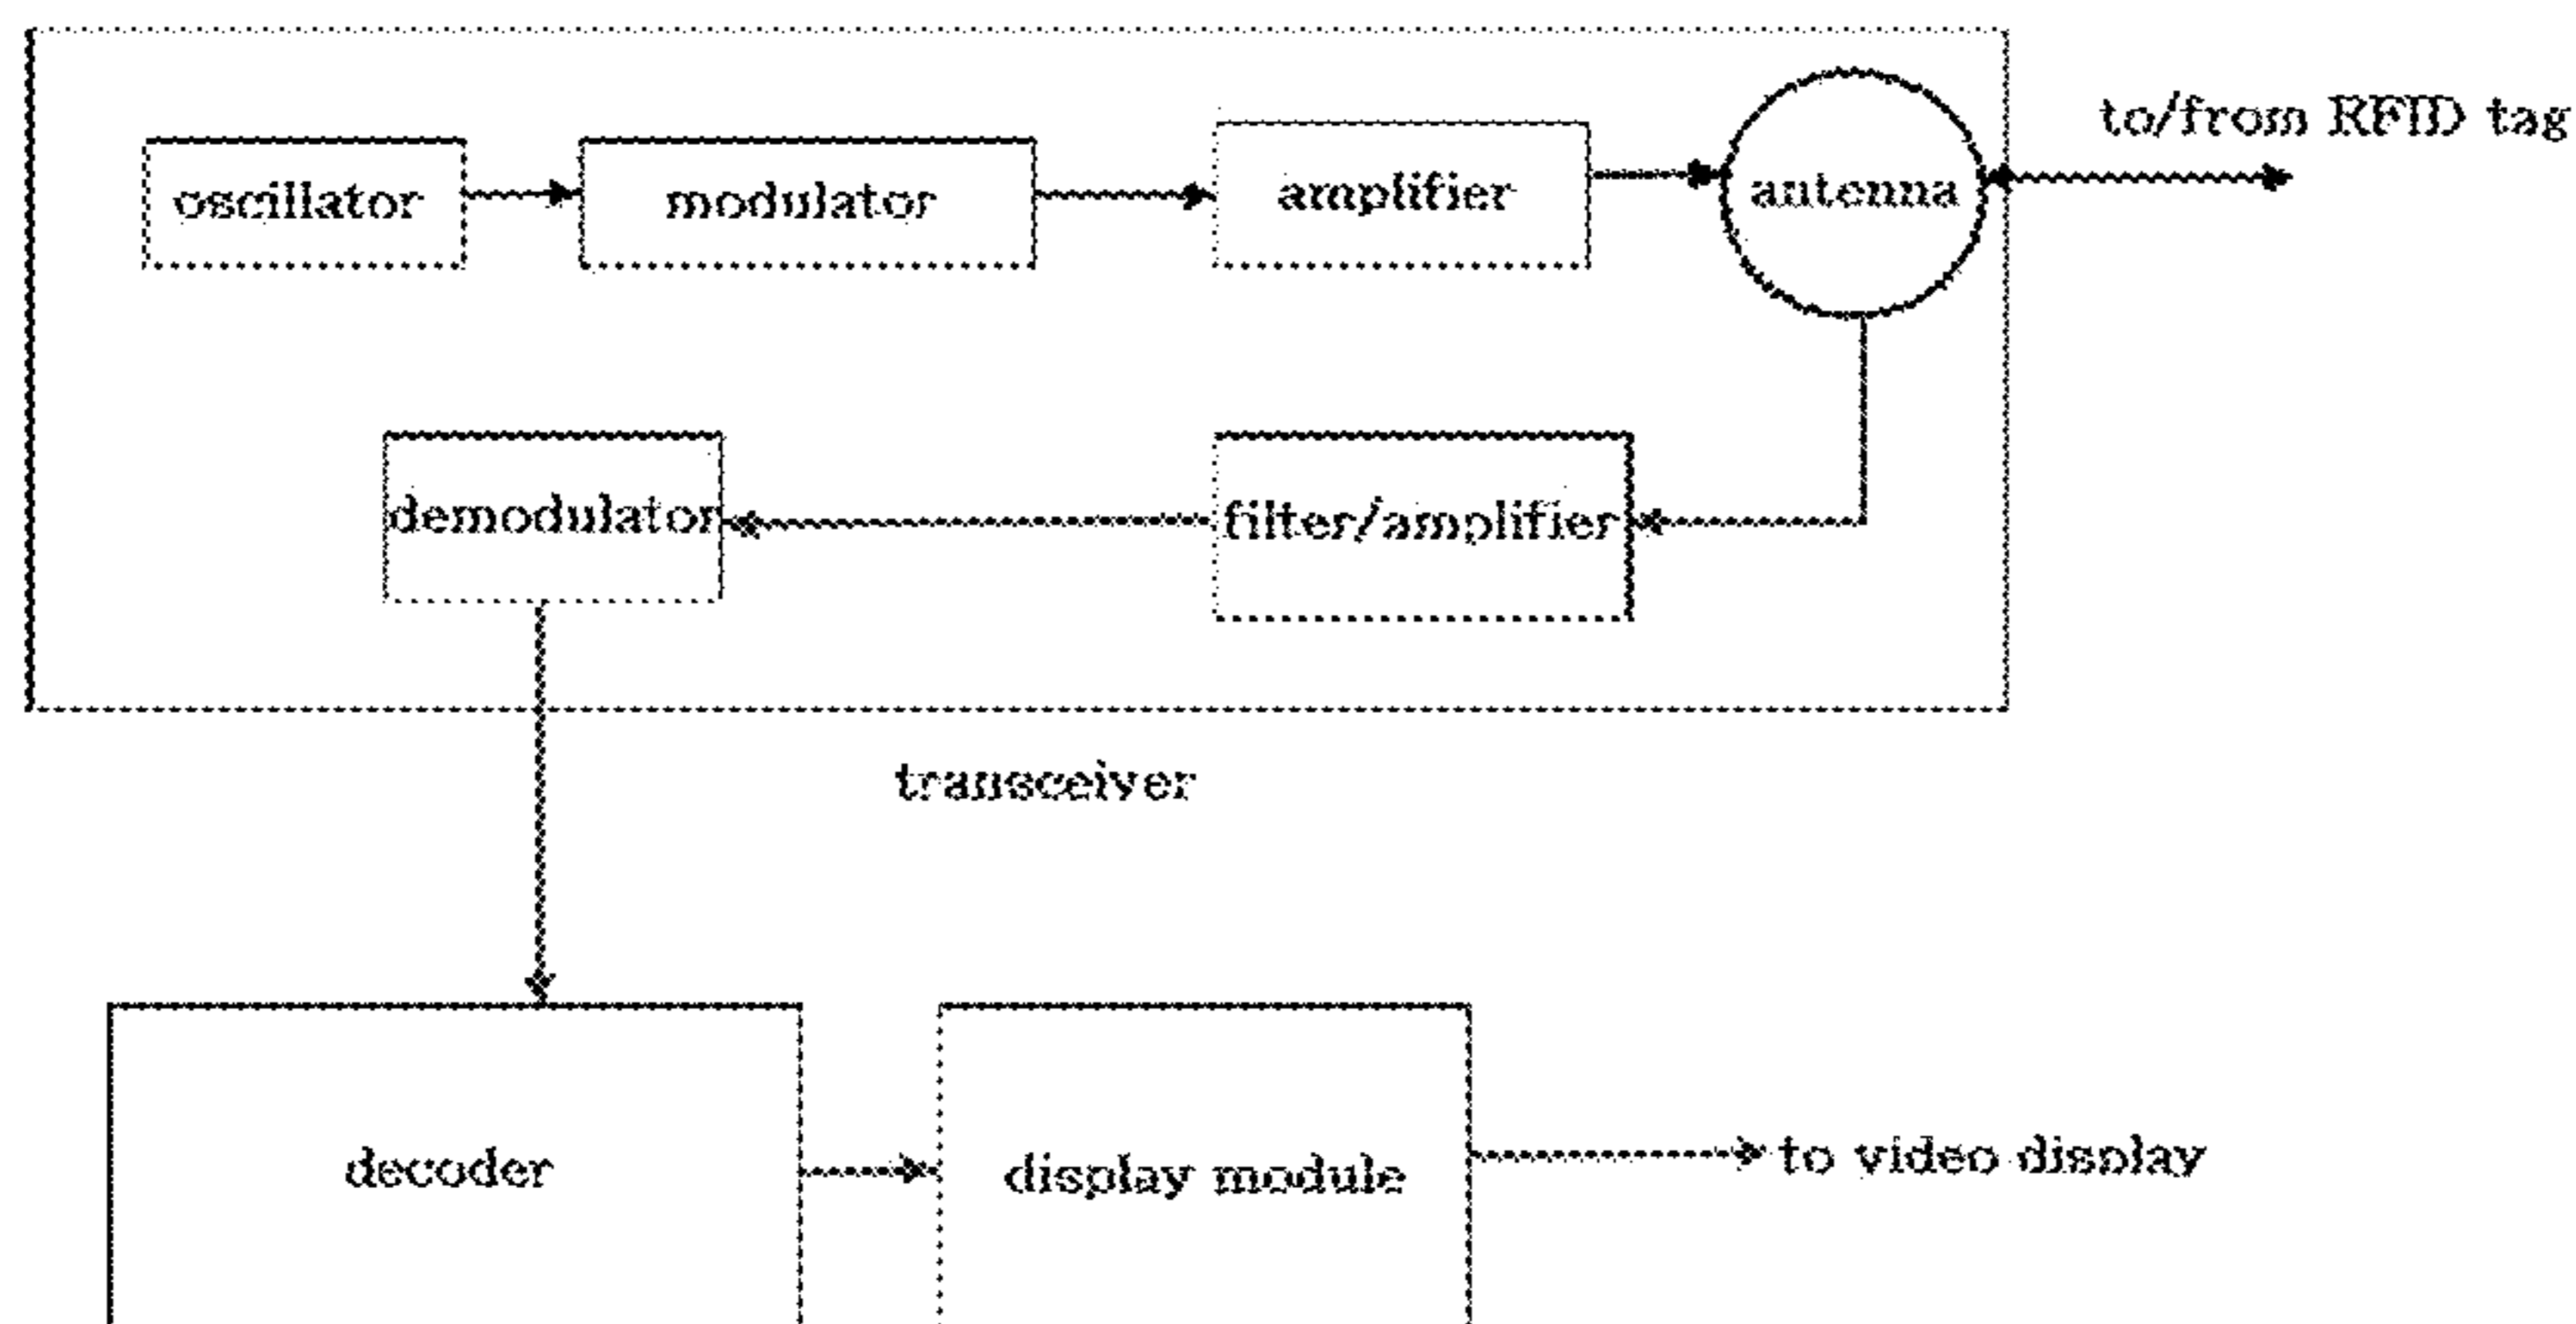 to/from RFID tag
oscillator
modulator
amplifier
antenna
demodulator
filter/amplifier
transceiver
decoder
display module
to video display